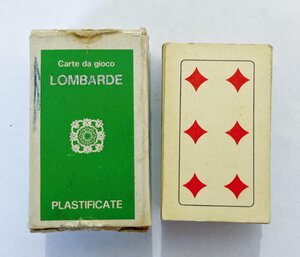 Carte da gioco
LOMBARDE
PLASTIFICATE